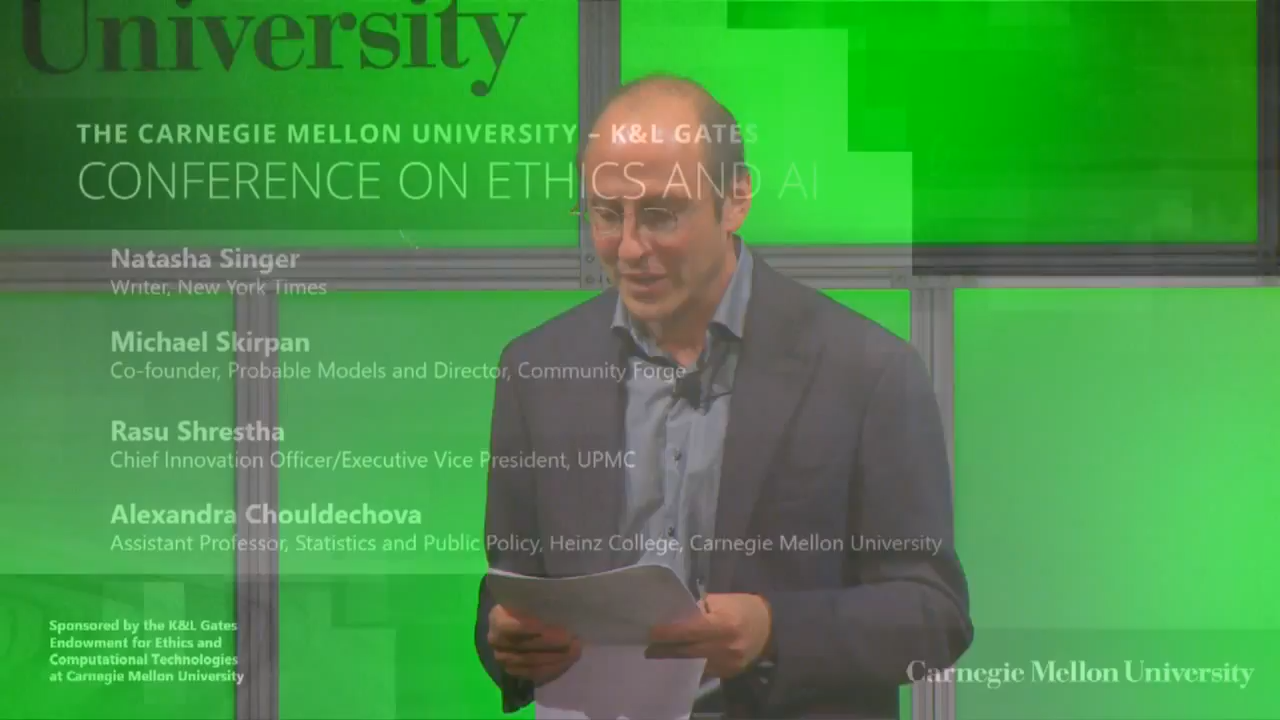 University
THE CARNEGIE MELLON UNIVERSITY – K&L GATES
CONFERENCE ON ETHICS AND AI
Natasha Singer
Writer, New York Times
Michael Skirpan
Co-founder, Probable Models and Director, Community Forge
Rasu Shrestha
Chief Innovation Officer/Executive Vice President, UPMC
Alexandra Chouldechova
Assistant Professor, Statistics and Public Policy, Heinz College, Carnegie Mellon University
Sponsored by the K&L Gates
Endowment for Ethics and
Computational Technologies
at Carnegie Mellon University
Carnegie Mellon University